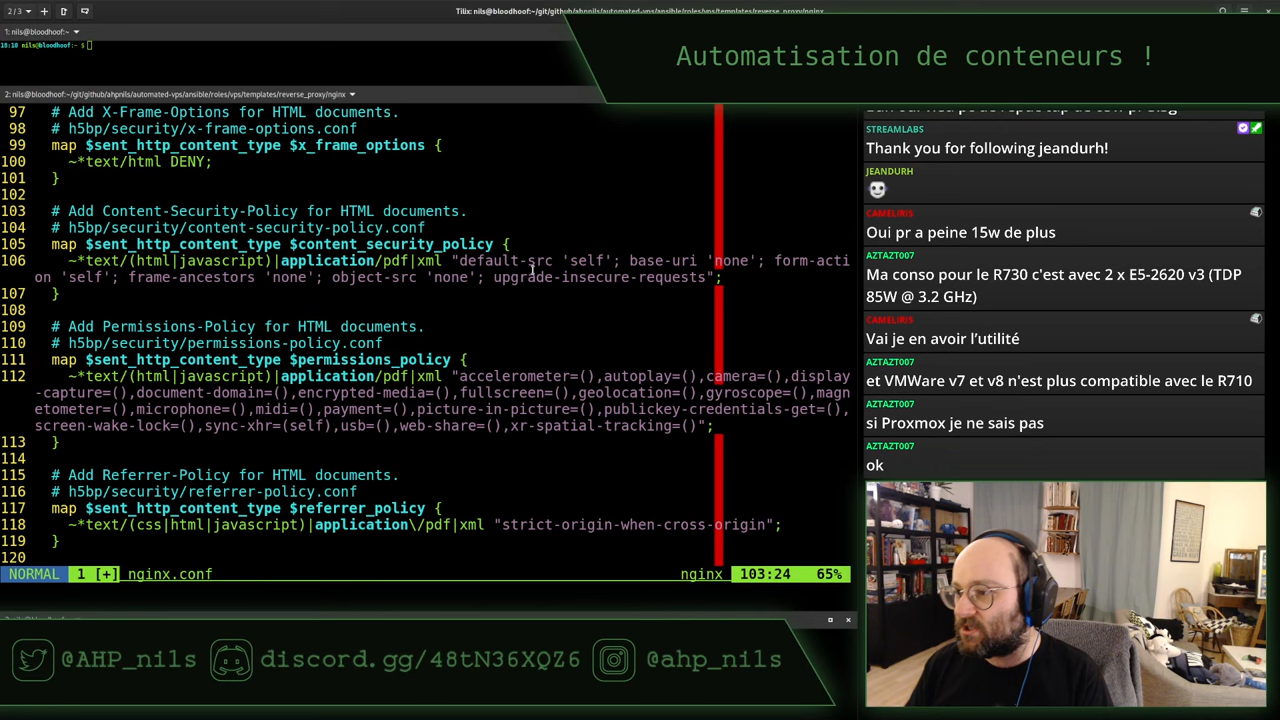 2 / 3
Tilix: nils@bloodhoof:~/git/github/ahpnils/automated-vps/ansible/roles/vps/templates/reverse_proxy/nginx
1: nils@bloodhoof:~
18:18 nils@bloodhoof:~ $
Automatisation de conteneurs !
2: nils@bloodhoof:~/git/github/ahpnils/automated-vps/ansible/roles/vps/templates/reverse_proxy/nginx
97 # Add X-Frame-Options for HTML documents.
98 # h5bp/security/x-frame-options.conf
99 map $sent_http_content_type $x_frame_options {
100 ~*text/html DENY;
101 }
102
103 # Add Content-Security-Policy for HTML documents.
104 # h5bp/security/content-security-policy.conf
105 map $sent_http_content_type $content_security_policy {
106 ~*text/(html|javascript)|application/pdf|xml "default-src 'self'; base-uri 'none'; form-acti
on 'self'; frame-ancestors 'none'; object-src 'none'; upgrade-insecure-requests";
107 }
108
109 # Add Permissions-Policy for HTML documents.
110 # h5bp/security/permissions-policy.conf
111 map $sent_http_content_type $permissions_policy {
112 ~*text/(html|javascript)|application/pdf|xml "accelerometer=(),autoplay=(),camera=(),display
-capture=(),document-domain=(),encrypted-media=(),fullscreen=(),geolocation=(),gyroscope=(),magn
etometer=(),microphone=(),midi=(),payment=(),picture-in-picture=(),publickey-credentials-get=(),
screen-wake-lock=(),sync-xhr=(self),usb=(),web-share=(),xr-spatial-tracking=()";
113 }
114
115 # Add Referrer-Policy for HTML documents.
116 # h5bp/security/referrer-policy.conf
117 map $sent_http_content_type $referrer_policy {
118 ~*text/(css|html|javascript)|application\/pdf|xml "strict-origin-when-cross-origin";
119 }
120
NORMAL 1 [+] nginx.conf nginx 103:24 65%
STREAMLABS
Thank you for following jeandurh!
JEANDURH
CAMELIRIS
Oui pr a peine 15w de plus
AZTAZT007
Ma conso pour le R730 c'est avec 2 x E5-2620 v3 (TDP
85W @ 3.2 GHz)
CAMELIRIS
Vai je en avoir l'utilité
AZTAZT007
et VMWare v7 et v8 n'est plus compatible avec le R710
AZTAZT007
si Proxmox je ne sais pas
AZTAZT007
ok
@AHP_nils discord.gg/48tN36XQZ6 @ahp_nils